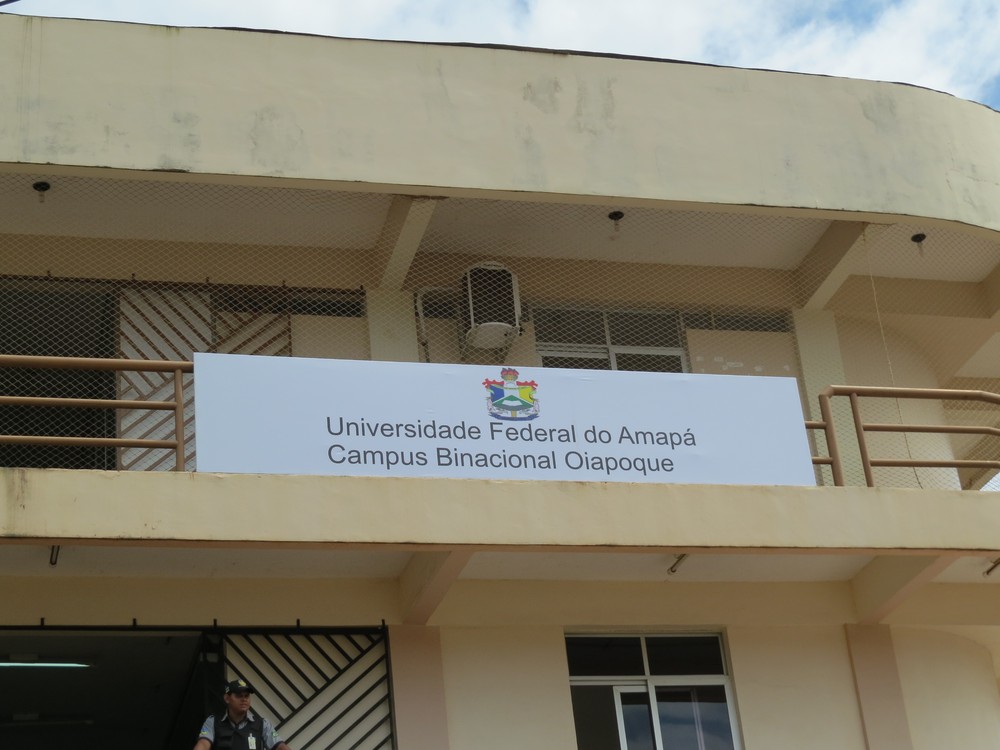 Universidade Federal do Amapá
Campus Binacional Oiapoque